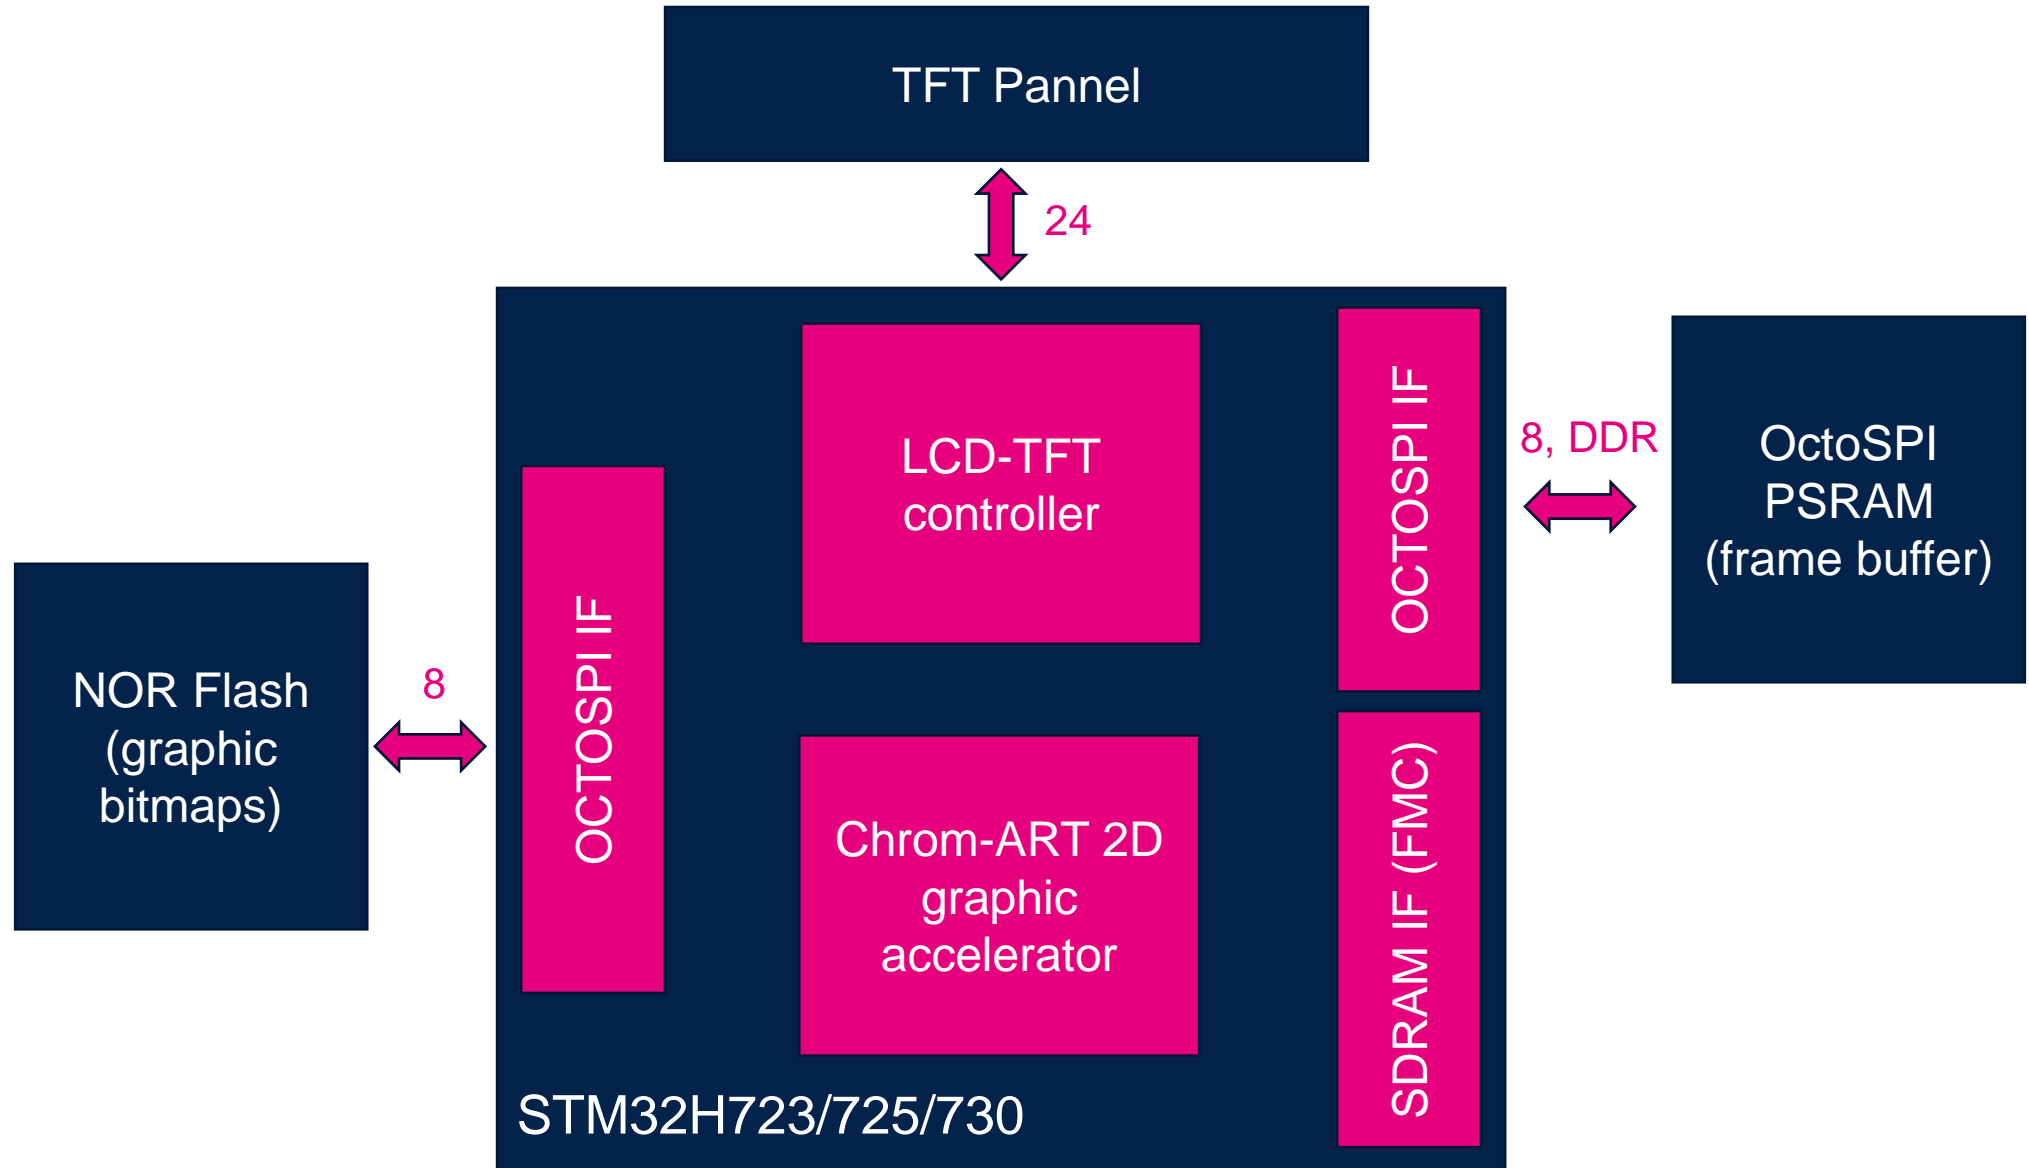 TFT Pannel
24
LCD-TFT
controller
OCTOSPI IF
8, DDR
OctoSPI
PSRAM
(frame buffer)
NOR Flash
(graphic
bitmaps)
8
OCTOSPI IF
Chrom-ART 2D
graphic
accelerator
SDRAM IF (FMC)
STM32H723/725/730